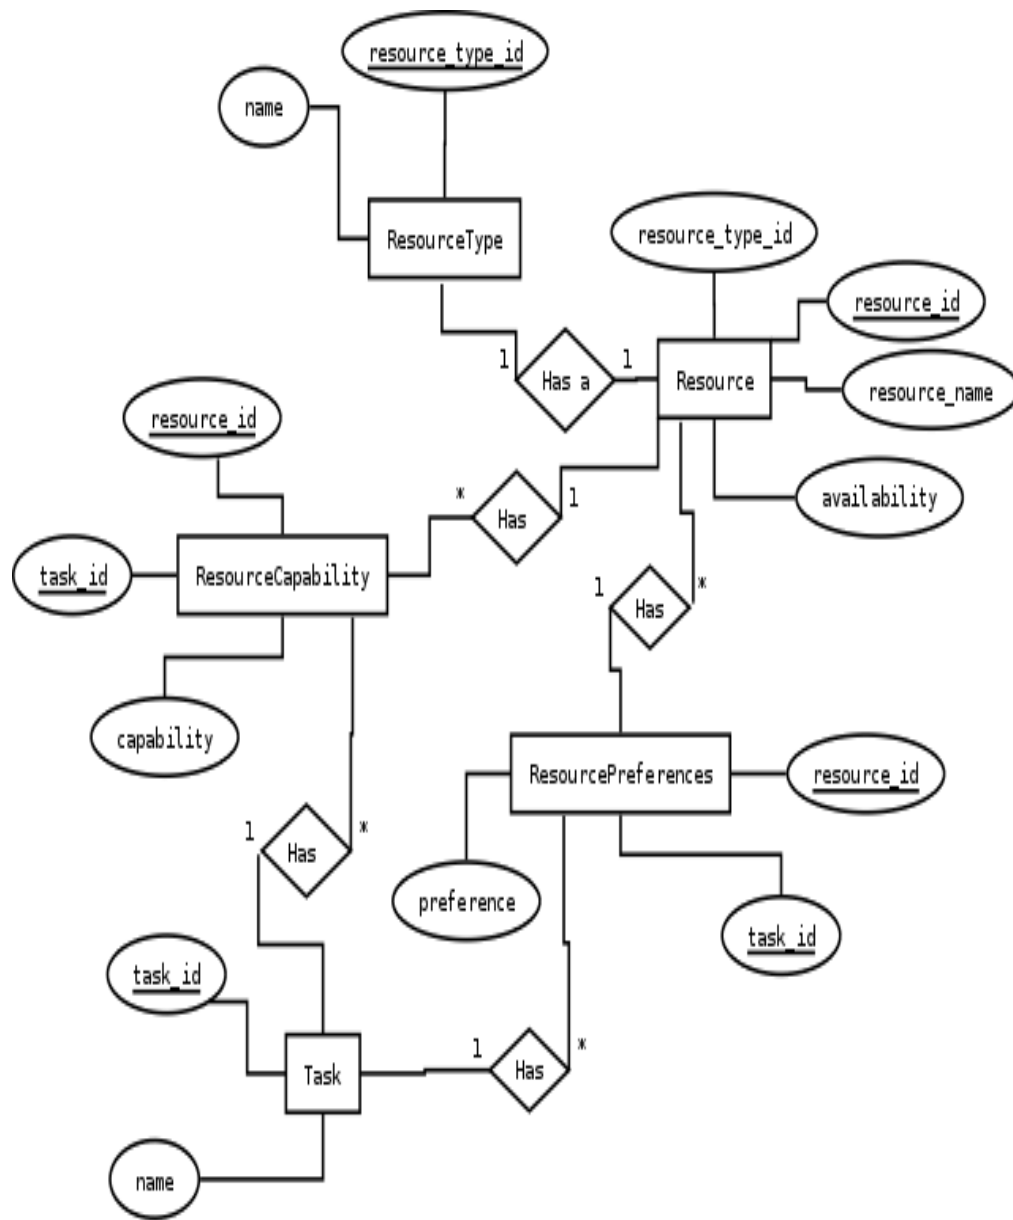 resource_type_id
name
ResourceType
resource_type_id
resource_id
1
Has a
1
Resource
resource_name
resource_id
*
Has
1
availability
task_id
ResourceCapability
1
Has
*
capability
ResourcePreferences
resource_id
1
Has
*
preference
task_id
task_id
1
Has
*
Task
name